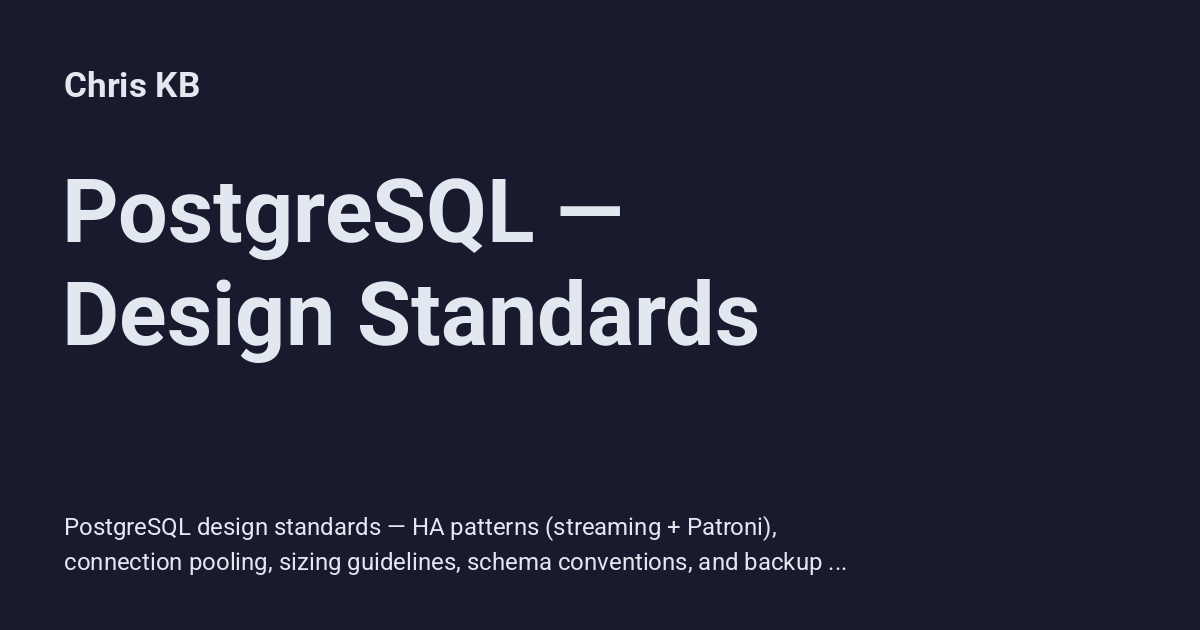 Chris KB
PostgreSQL —
Design Standards
PostgreSQL design standards — HA patterns (streaming + Patroni),
connection pooling, sizing guidelines, schema conventions, and backup ...